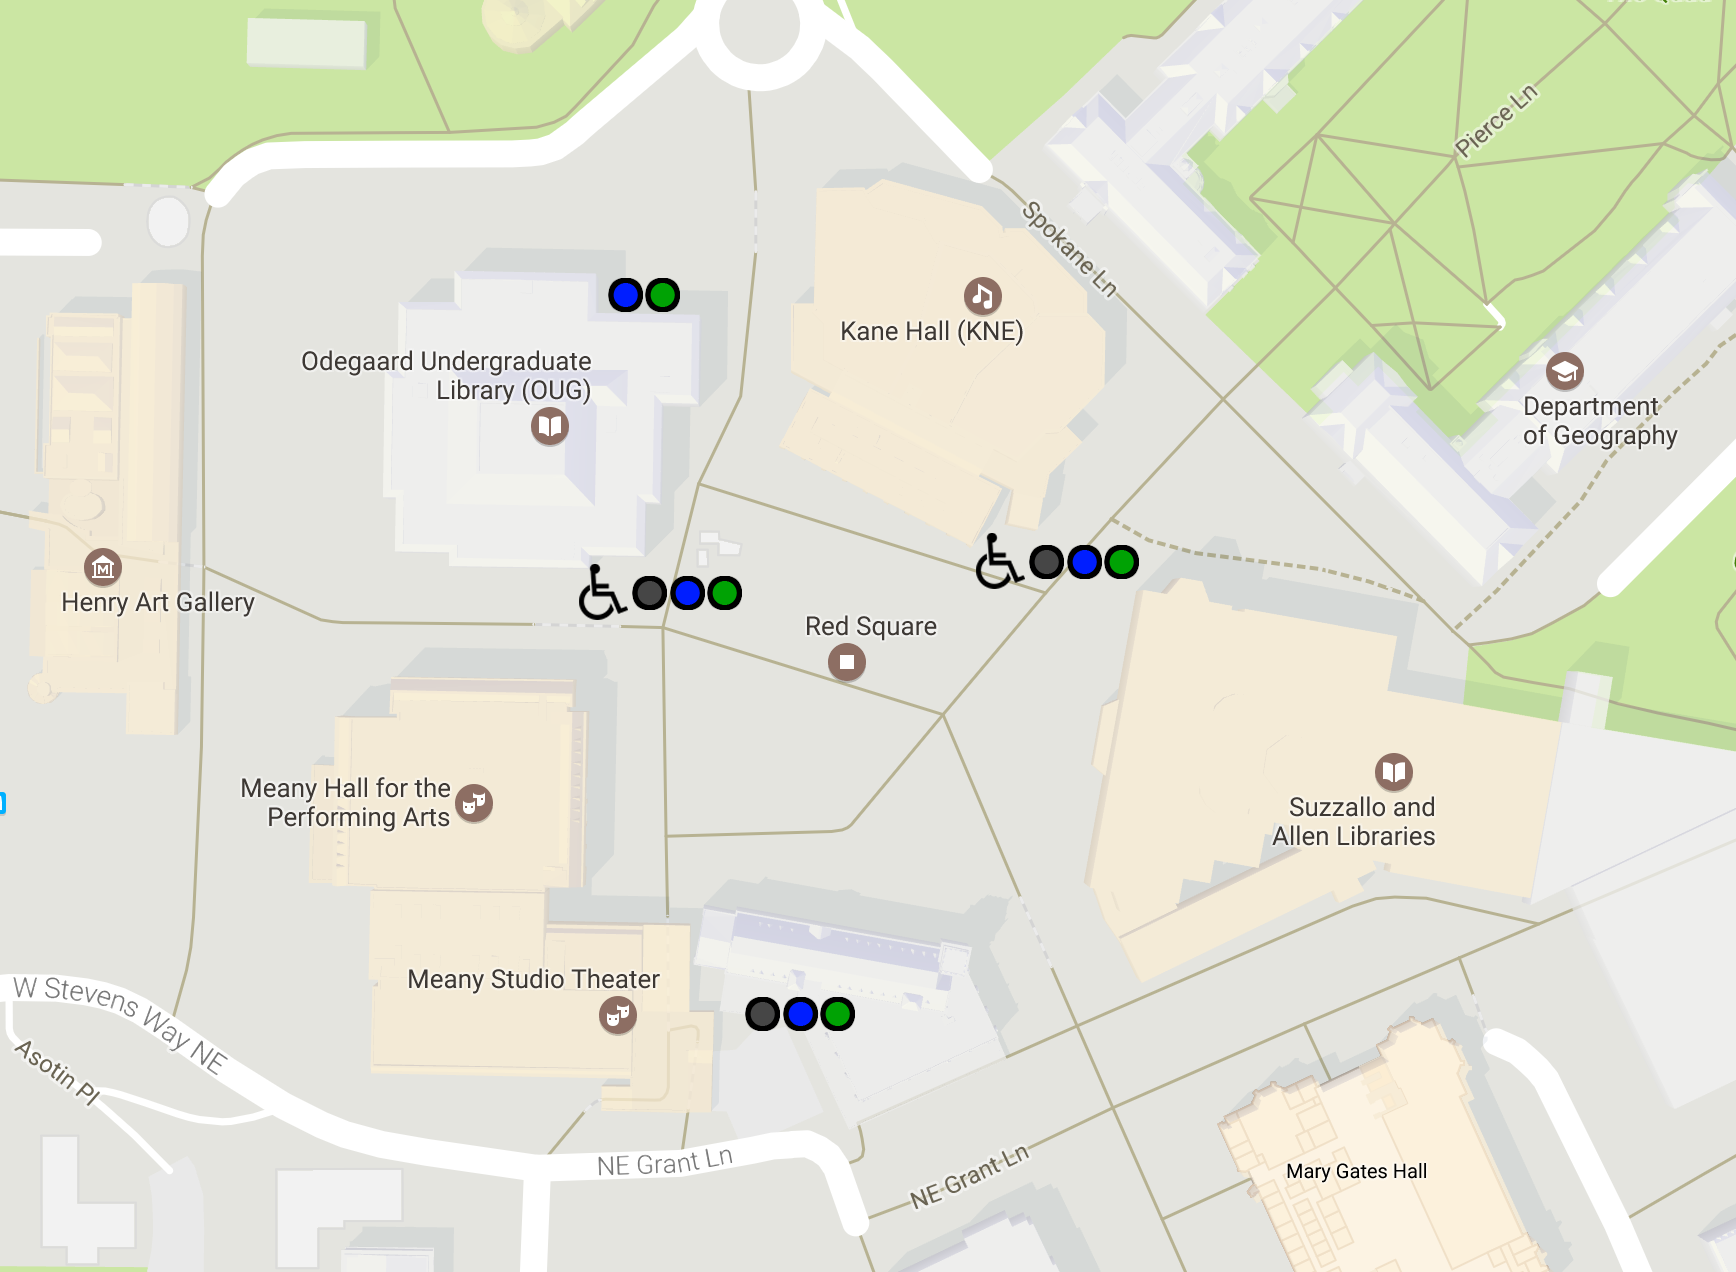 Pierce Ln
Spokane Ln
Kane Hall (KNE)
Odegaard Undergraduate
Library (OUG)
Department
of Geography
Henry Art Gallery
Red Square
Meany Hall for the
Performing Arts
Suzzallo and
Allen Libraries
Meany Studio Theater
W Stevens Way NE
Asotin Pl
NE Grant Ln
NE Grant Ln
Mary Gates Hall